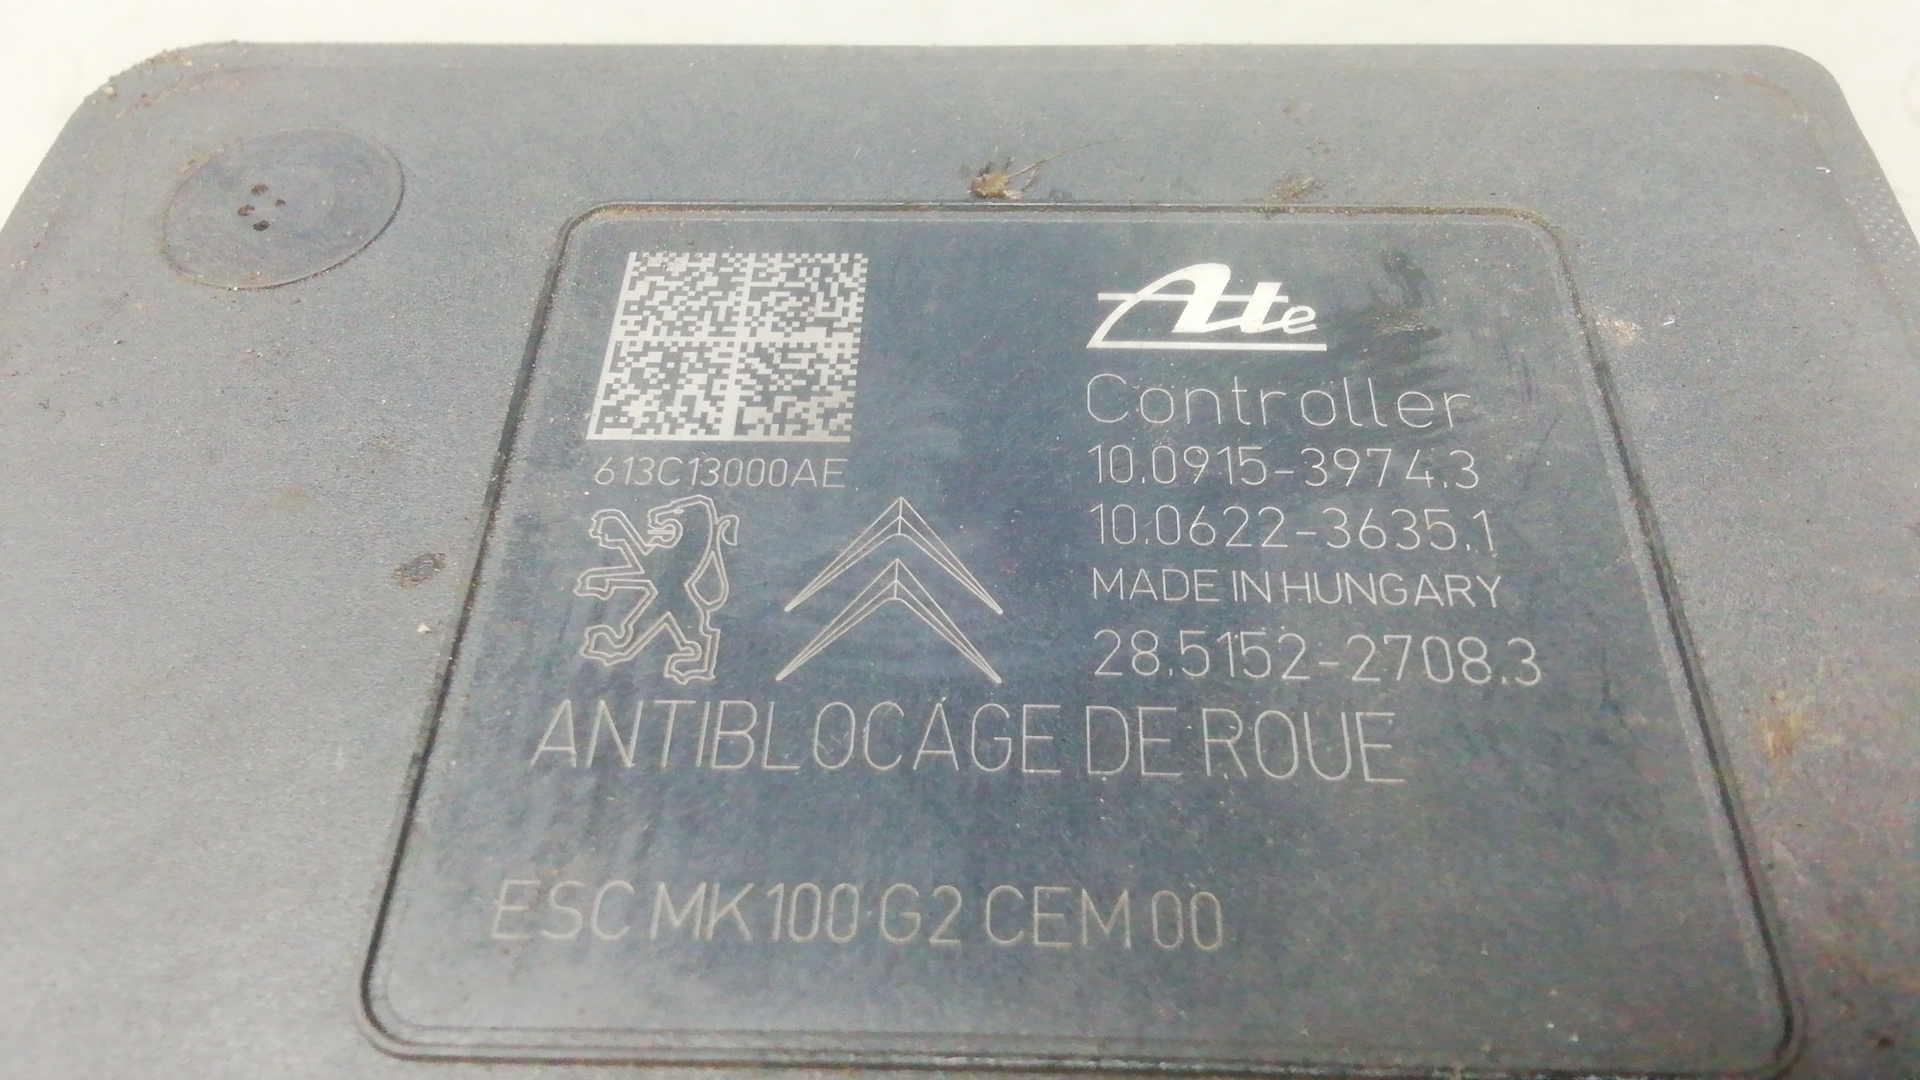 613C13000AE
Ate
Controller
10.0915-3974.3
10.0622-3635.1
MADE IN HUNGARY
28.5152-2708.3
ANTIBLOCAGE DE ROUE
ESC MK100 G2 CEM 00